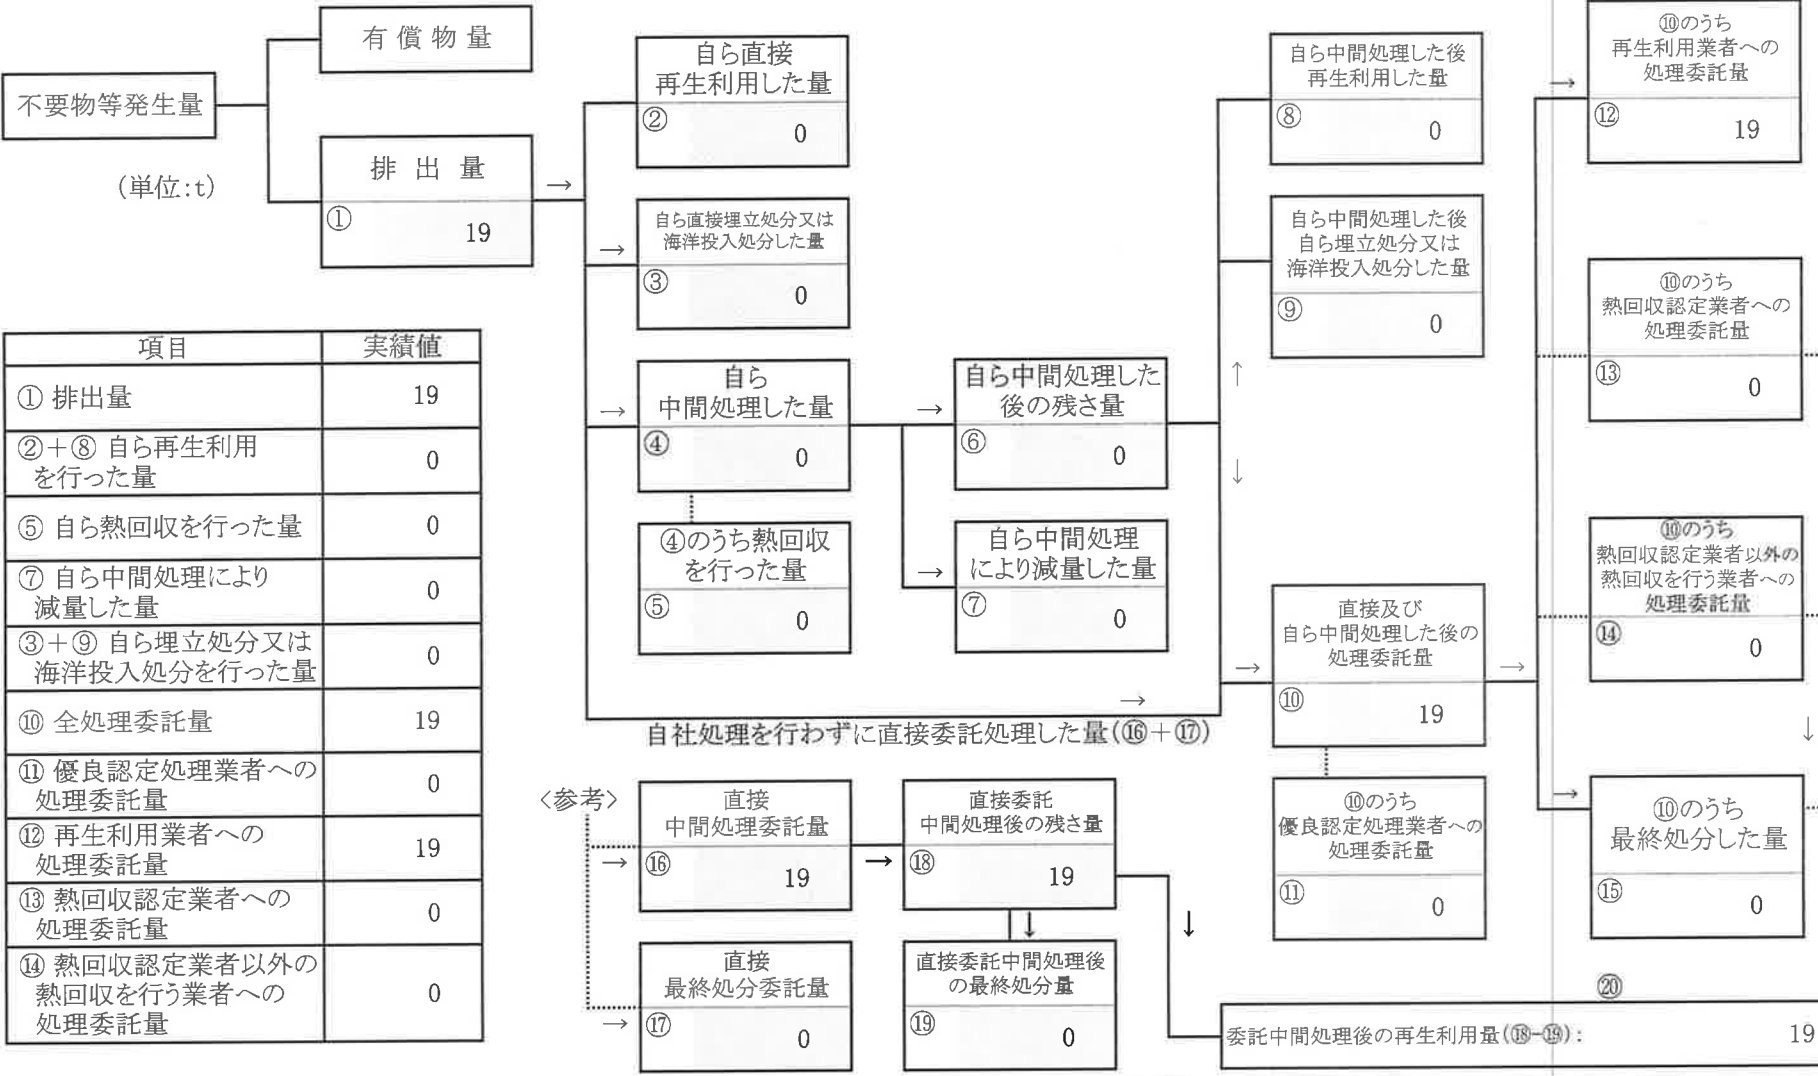 有償物量
不要物等発生量
(単位:t)
排出量
①
19
→
自ら直接
再生利用した量
②
0
→
自ら直接埋立処分又は
海洋投入処分した量
③
0
→
自ら
中間処理した量
④
0
④のうち熱回収
を行った量
⑤
0
→
自ら中間処理した
後の残さ量
⑥
0
→
自ら中間処理
により減量した量
⑦
0
自ら中間処理した後
再生利用した量
⑧
0
自ら中間処理した後
自ら埋立処分又は
海洋投入処分した量
⑨
0
↑
↓
→
自社処理を行わずに直接委託処理した量(⑯+⑰)
→
直接及び
自ら中間処理した後の
処理委託量
⑩
19
→
⑩のうち
優良認定処理業者への
処理委託量
⑪
0
→
⑩のうち
再生利用業者への
処理委託量
⑫
19
⑩のうち
熱回収認定業者への
処理委託量
⑬
0
⑩のうち
熱回収認定業者以外の
熱回収を行う業者への
処理委託量
⑭
0
↓
→
⑩のうち
最終処分した量
⑮
0
項目 実績値
① 排出量 19
②+⑧ 自ら再生利用
を行った量 0
⑤ 自ら熱回収を行った量 0
⑦ 自ら中間処理により
減量した量 0
③+⑨ 自ら埋立処分又は
海洋投入処分を行った量 0
⑩ 全処理委託量 19
⑪ 優良認定処理業者への
処理委託量 0
⑫ 再生利用業者への
処理委託量 19
⑬ 熱回収認定業者への
処理委託量 0
⑭ 熱回収認定業者以外の
熱回収を行う業者への
処理委託量 0
〈参考〉
→
直接
中間処理委託量
⑯
19
→
直接委託
中間処理後の残さ量
⑱
19
↓
→
直接
最終処分委託量
⑰
0
↓
直接委託中間処理後
の最終処分量
⑲
0
⑳
委託中間処理後の再生利用量(⑱-⑲): 19